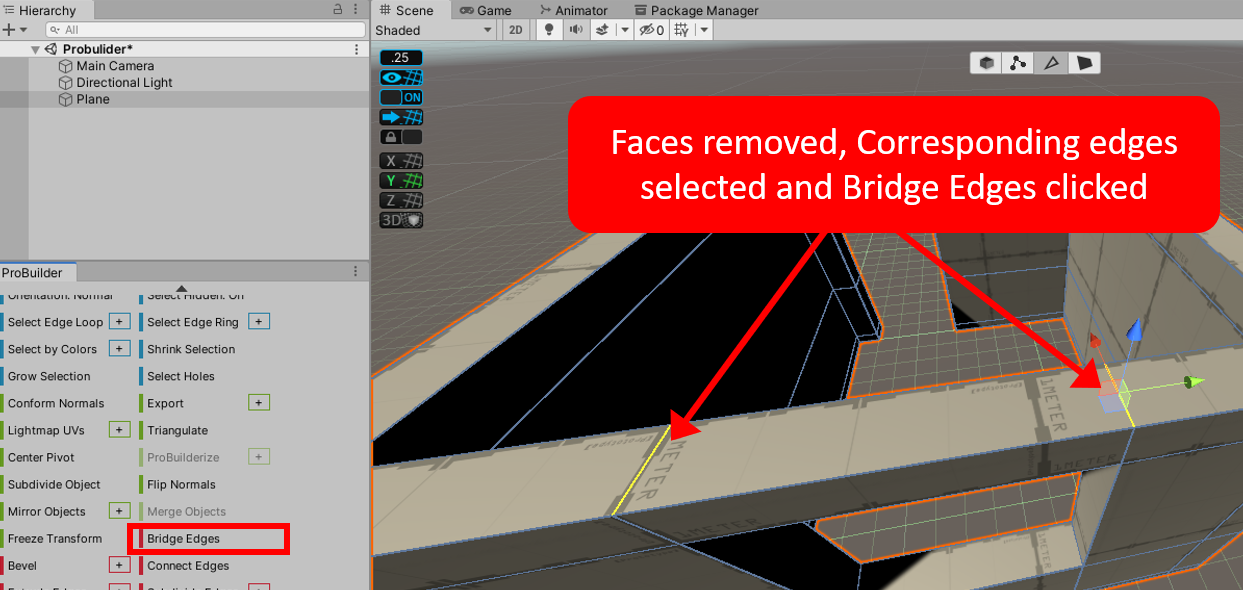 Hierarchy
All
Probulider*
Main Camera
Directional Light
Plane
ProBuilder
Orientation: Normal
Select Hidden: On
Select Edge Loop +
Select Edge Ring +
Select by Colors +
Shrink Selection
Grow Selection
Select Holes
Conform Normals
Export +
Lightmap UVs +
Triangulate
Center Pivot
ProBuilderize +
Subdivide Object
Flip Normals
Mirror Objects +
Merge Objects
Freeze Transform
Bridge Edges
Bevel +
Connect Edges
Scene
Game
Animator
Package Manager
Shaded
2D
0
.25
ON
X
Y
Z
3D
Faces removed, Corresponding edges
selected and Bridge Edges clicked
1METER
METER
1METER
METER